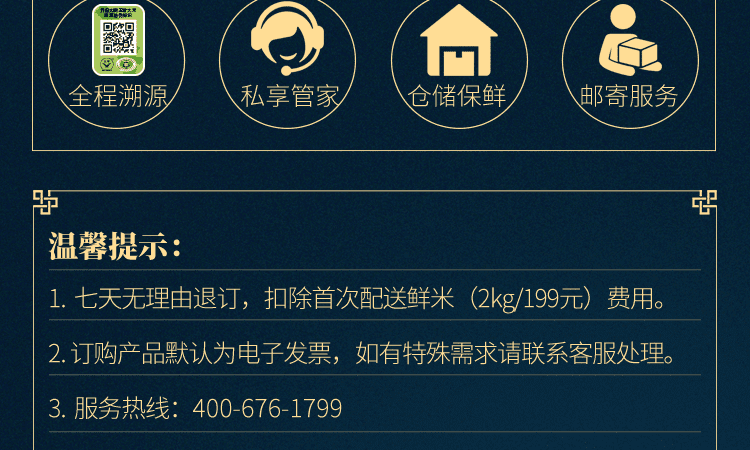 全程溯源
私享管家
仓储保鲜
邮寄服务
温馨提示：
1. 七天无理由退订，扣除首次配送鲜米（2kg/199元）费用。
2. 订购产品默认为电子发票，如有特殊需求请联系客服处理。
3. 服务热线：400-676-1799